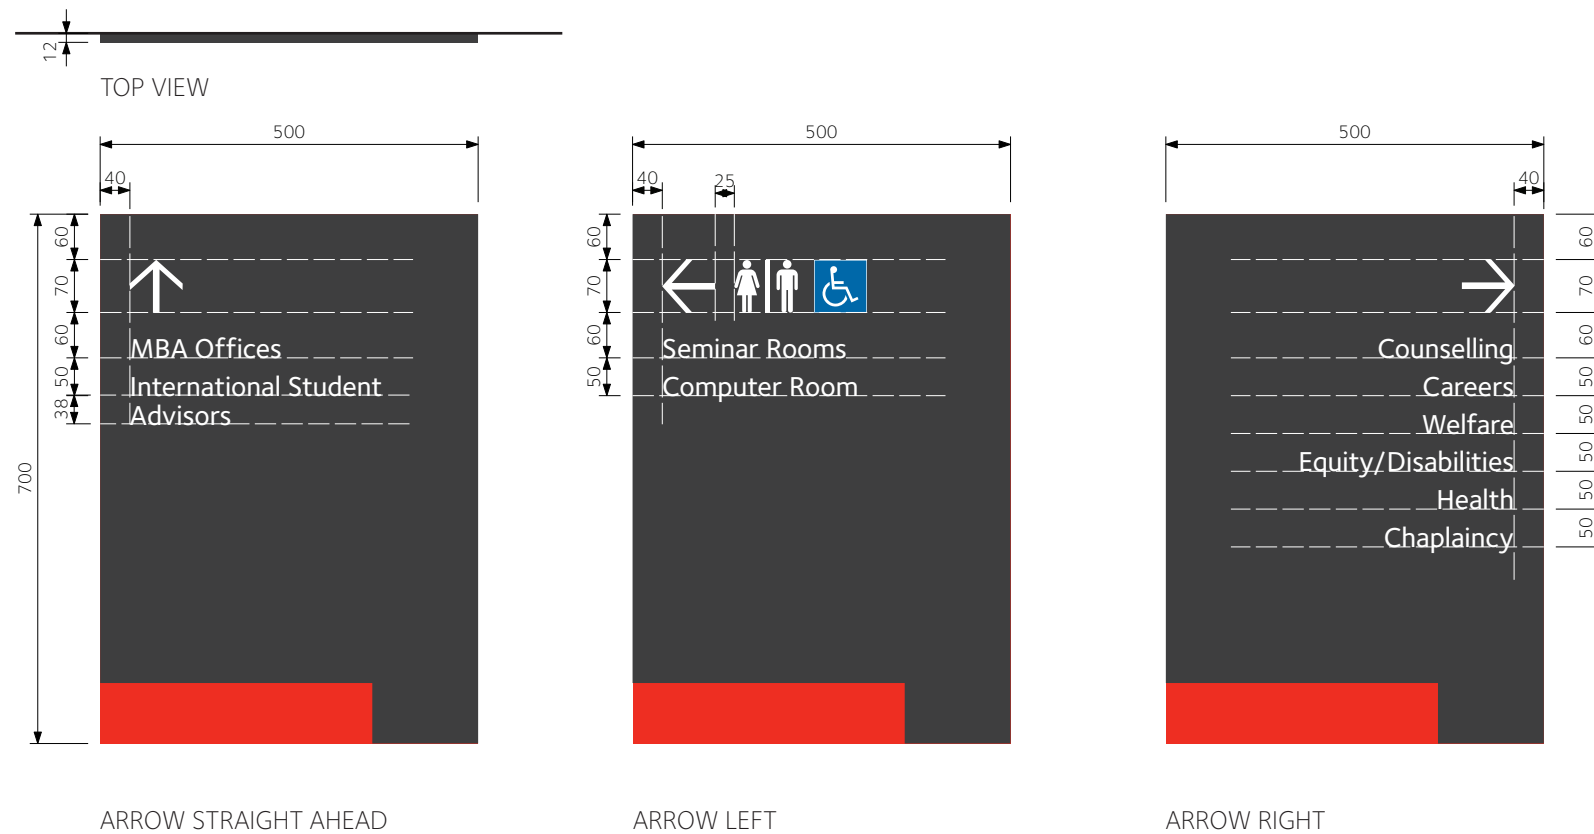 12
TOP VIEW
500
500
500
40
40
25
40
60
70
60
50
38
700
MBA Offices
International Student
Advisors
60
70
60
50
Seminar Rooms
Computer Room
Counselling
Careers
Welfare
Equity/Disabilities
Health
Chaplaincy
60
70
60
50
50
50
50
50
ARROW STRAIGHT AHEAD
ARROW LEFT
ARROW RIGHT